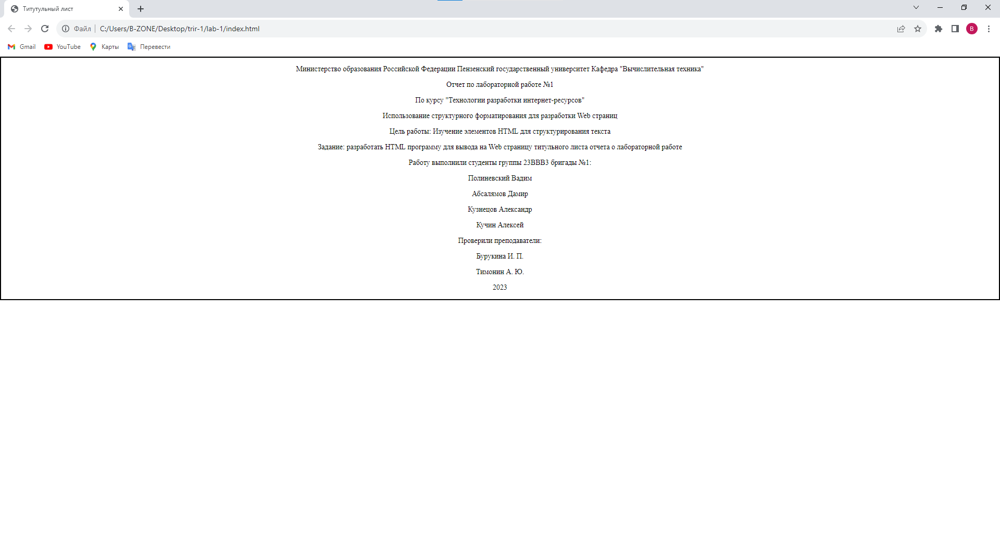 Титутульный лист
Файл
C:/Users/B-ZONE/Desktop/trir-1/lab-1/index.html
B
Gmail
YouTube
Карты
Перевести
Министерство образования Российской Федерации Пензенский государственный университет Кафедра "Вычислительная техника"
Отчет по лабораторной работе №1
По курсу "Технологии разработки интернет-ресурсов"
Использование структурного форматирования для разработки Web страниц
Цель работы: Изучение элементов HTML для структурирования текста
Задание: разработать HTML программу для вывода на Web страницу титульного листа отчета о лабораторной работе
Работу выполнили студенты группы 23ВВВ3 бригады №1:
Полиневский Вадим
Абсалямов Дамир
Кузнецов Александр
Кучин Алексей
Проверили преподаватели:
Бурукина И. П.
Тимонин А. Ю.
2023